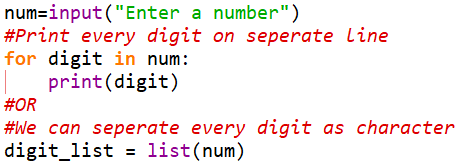 num=input("Enter a number")
#Print every digit on seperate line
for digit in num:
    print(digit)
#OR
#We can seperate every digit as character
digit_list = list(num)